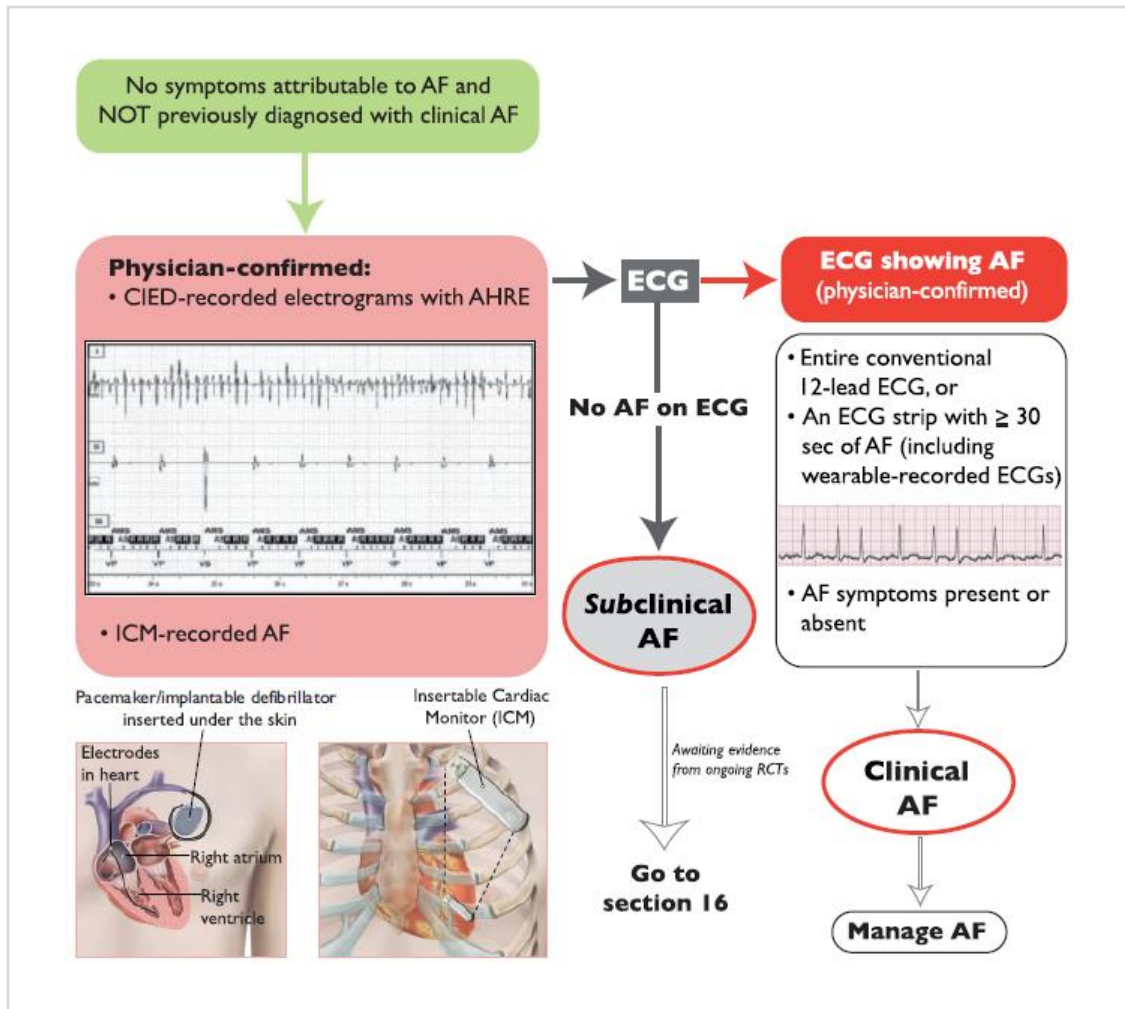 No symptoms attributable to AF and
NOT previously diagnosed with clinical AF
Physician-confirmed:
• CIED-recorded electrograms with AHRE
• ICM-recorded AF
ECG
No AF on ECG
ECG showing AF
(physician-confirmed)
• Entire conventional
12-lead ECG, or
• An ECG strip with ≧ 30
sec of AF (including
wearable-recorded ECGs)
• AF symptoms present or
absent
Subclinical
AF
Awaiting evidence
from ongoing RCTs
Go to
section 16
Clinical
AF
Manage AF
Pacemaker/implantable defibrillator
inserted under the skin
Electrodes
in heart
Right atrium
Right
ventricle
Insertable Cardiac
Monitor (ICM)